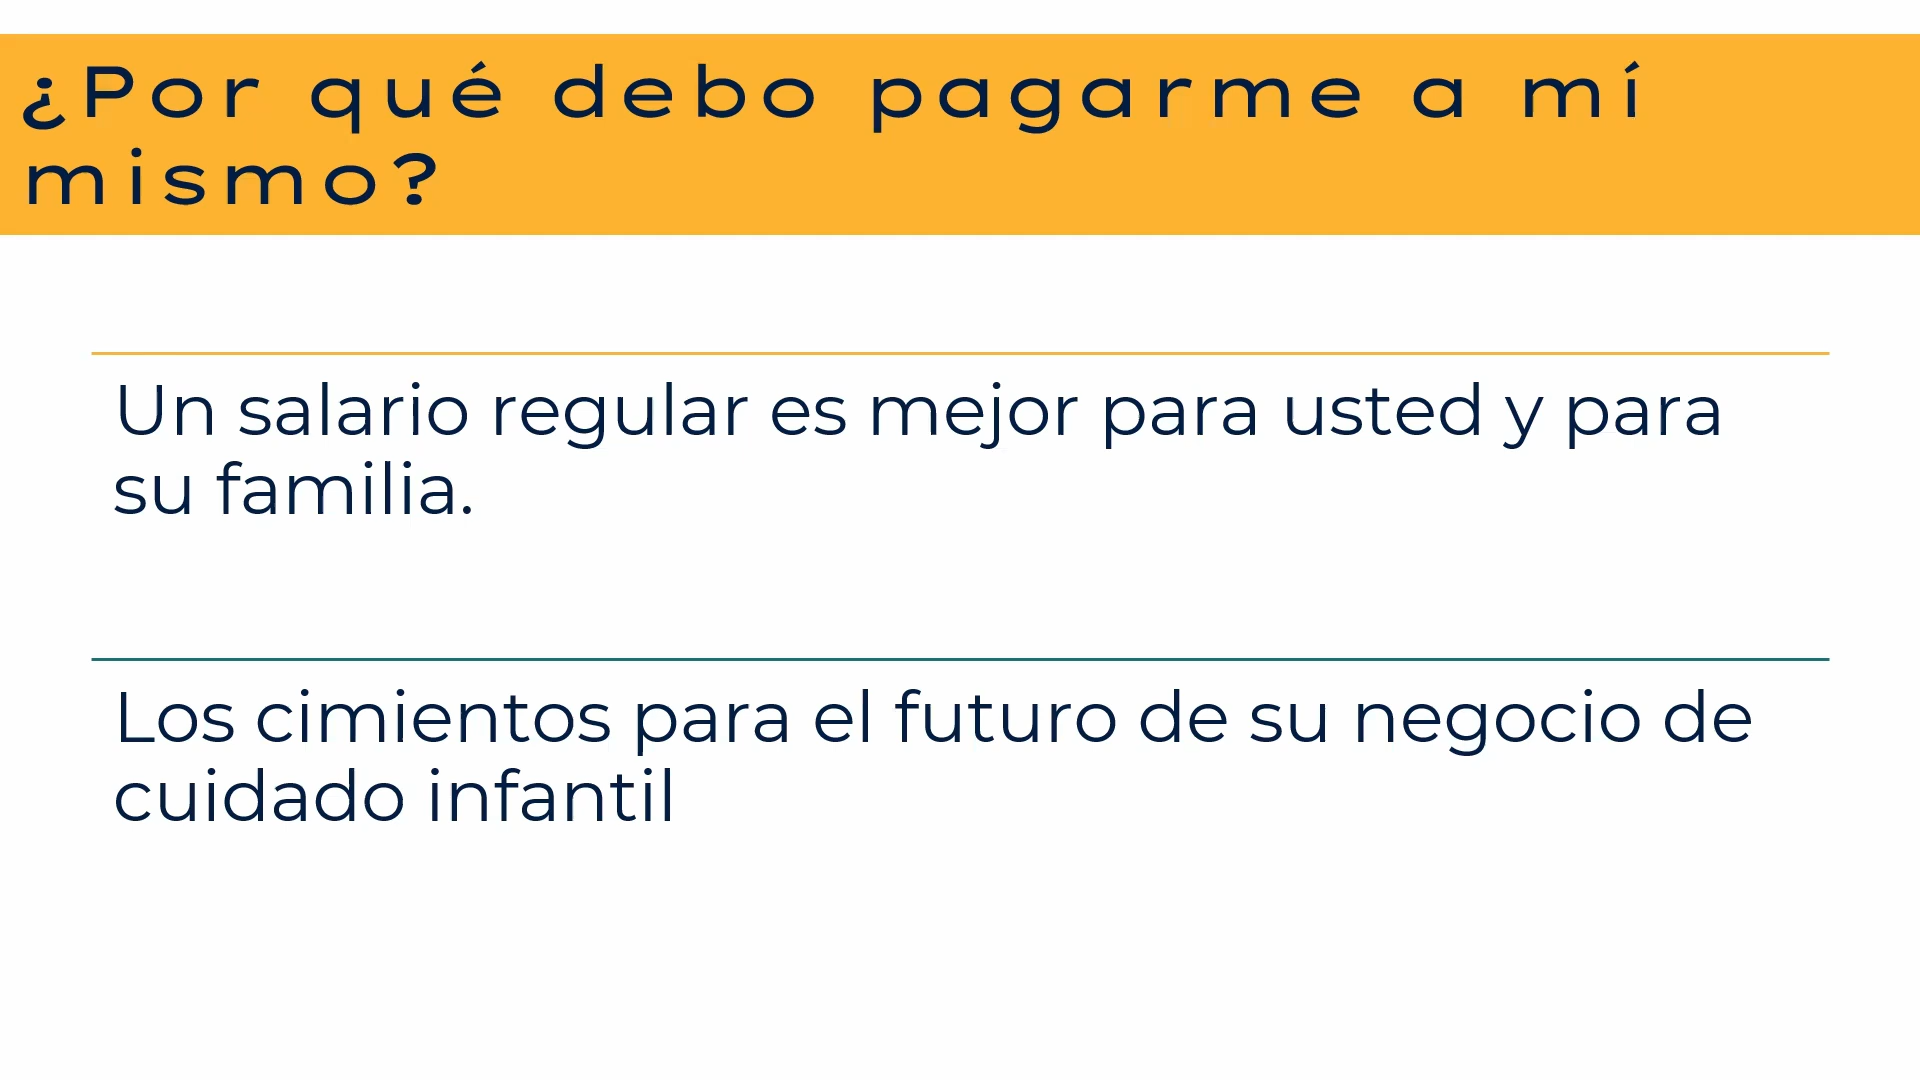 ¿Por qué debo pagarme a mí
mismo?
Un salario regular es mejor para usted y para
su familia.
Los cimientos para el futuro de su negocio de
cuidado infantil